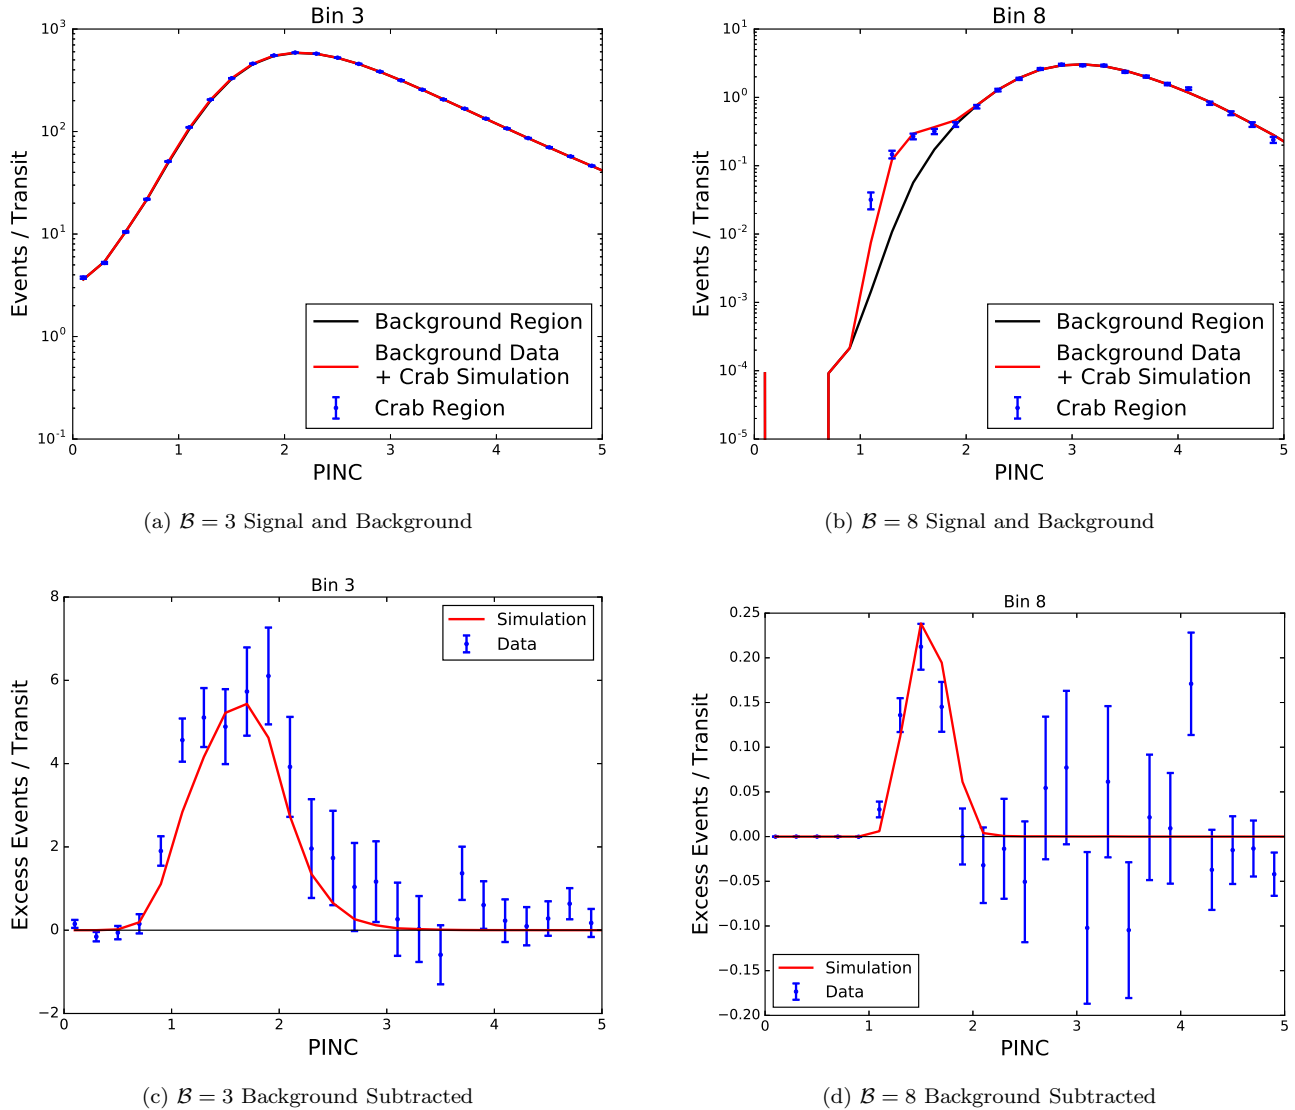 Bin 3
10^3
10^2
10^1
10^0
10^-1
Events / Transit
Background Region
Background Data
+ Crab Simulation
Crab Region
0 1 2 3 4 5
PINC
(a) ℬ = 3 Signal and Background
Bin 8
10^1
10^0
10^-1
10^-2
10^-3
10^-4
10^-5
Events / Transit
Background Region
Background Data
+ Crab Simulation
Crab Region
0 1 2 3 4 5
PINC
(b) ℬ = 8 Signal and Background
Bin 3
8
6
4
2
0
−2
Excess Events / Transit
Simulation
Data
0 1 2 3 4 5
PINC
(c) ℬ = 3 Background Subtracted
Bin 8
0.25
0.20
0.15
0.10
0.05
0.00
−0.05
−0.10
−0.15
−0.20
Excess Events / Transit
Simulation
Data
0 1 2 3 4 5
PINC
(d) ℬ = 8 Background Subtracted